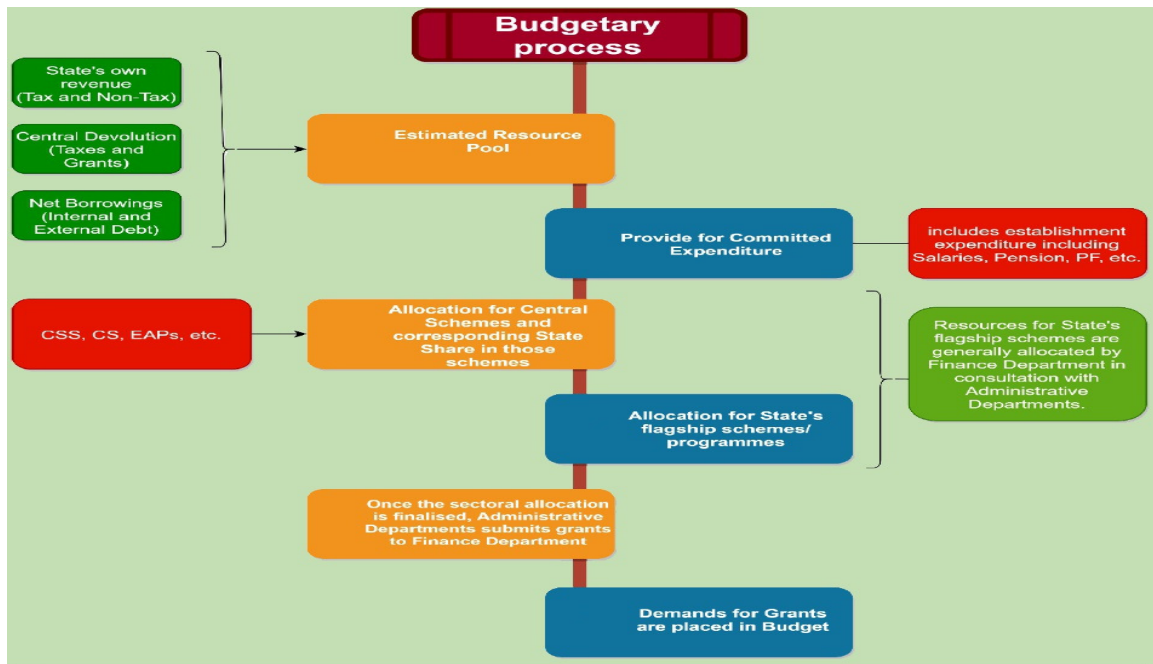 Budgetary
process
State's own
revenue
(Tax and Non-Tax)
Central Devolution
(Taxes and
Grants)
Net Borrowings
(Internal and
External Debt)
Estimated Resource
Pool
Provide for Committed
Expenditure
includes establishment
expenditure including
Salaries, Pension, PF, etc.
CSS, CS, EAPs, etc.
Allocation for Central
Schemes and
corresponding State
Share in those
schemes
Resources for State's
flagship schemes are
generally allocated by
Finance Department in
consultation with
Administrative
Departments.
Allocation for State's
flagship schemes/
programmes
Once the sectoral allocation
is finalised, Administrative
Departments submits grants
to Finance Department
Demands for Grants
are placed in Budget